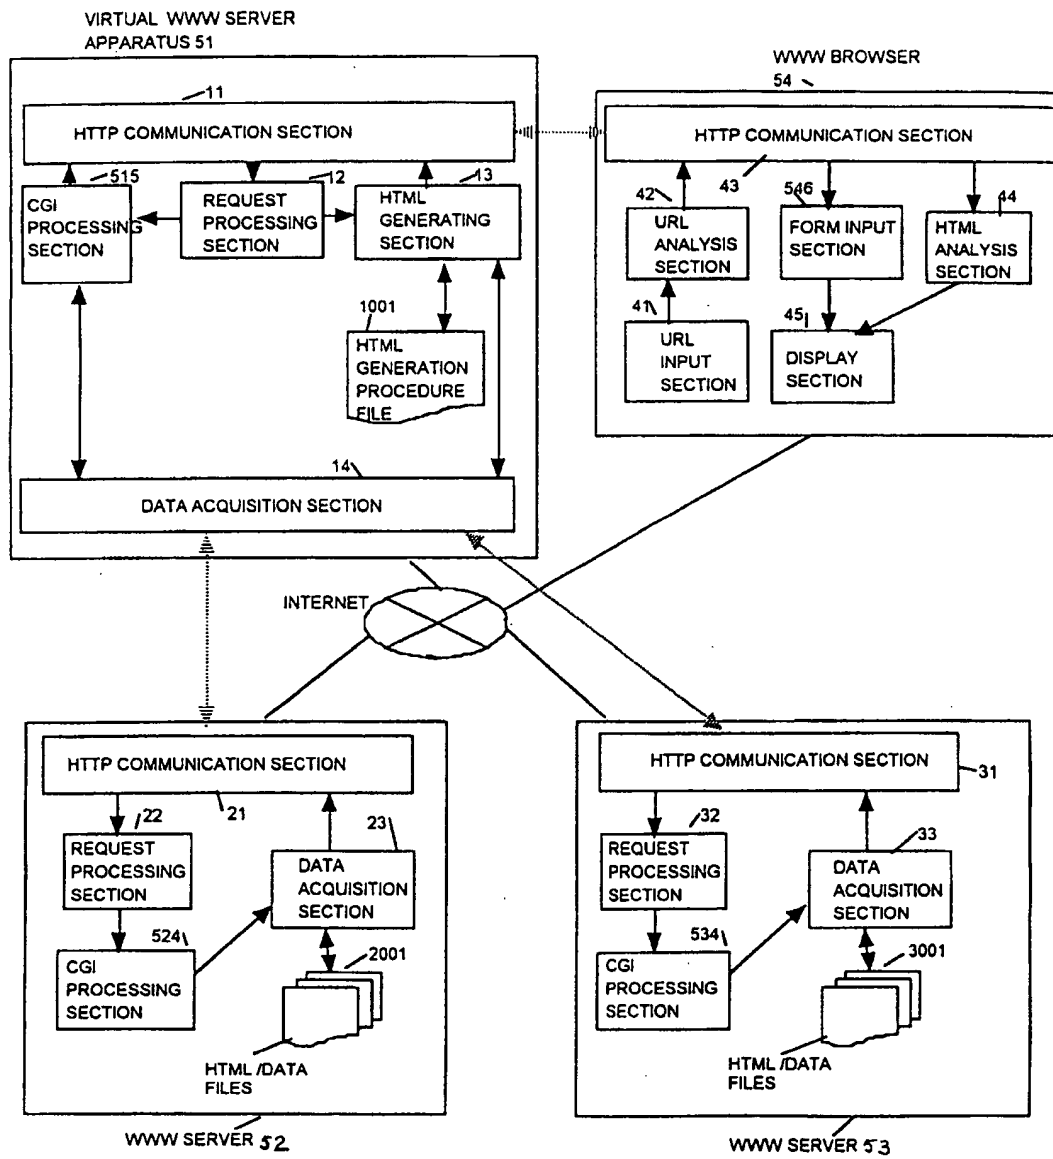 VIRTUAL WWW SERVER
APPARATUS 51
11
HTTP COMMUNICATION SECTION
515
CGI
PROCESSING
SECTION
12
REQUEST
PROCESSING
SECTION
13
HTML
GENERATING
SECTION
1001
HTML
GENERATION
PROCEDURE
FILE
14
DATA ACQUISITION SECTION
WWW BROWSER
54
HTTP COMMUNICATION SECTION
43
42
URL
ANALYSIS
SECTION
546
FORM INPUT
SECTION
44
HTML
ANALYSIS
SECTION
41
URL
INPUT
SECTION
45
DISPLAY
SECTION
INTERNET
HTTP COMMUNICATION SECTION
21
22
REQUEST
PROCESSING
SECTION
23
DATA
ACQUISITION
SECTION
524
CGI
PROCESSING
SECTION
2001
HTML /DATA
FILES
WWW SERVER 52
HTTP COMMUNICATION SECTION
31
32
REQUEST
PROCESSING
SECTION
33
DATA
ACQUISITION
SECTION
534
CGI
PROCESSING
SECTION
3001
HTML /DATA
FILES
WWW SERVER 53